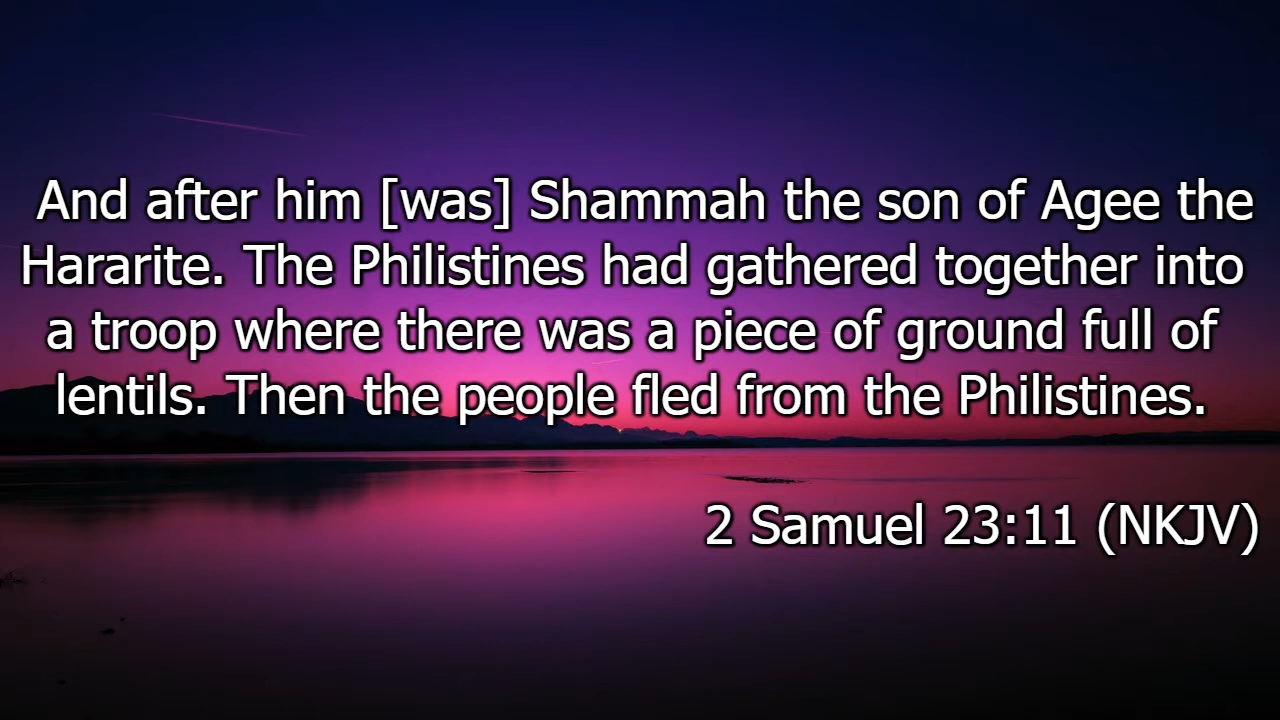 And after him [was] Shammah the son of Agee the
Hararite. The Philistines had gathered together into
a troop where there was a piece of ground full of
lentils. Then the people fled from the Philistines.
2 Samuel 23:11 (NKJV)